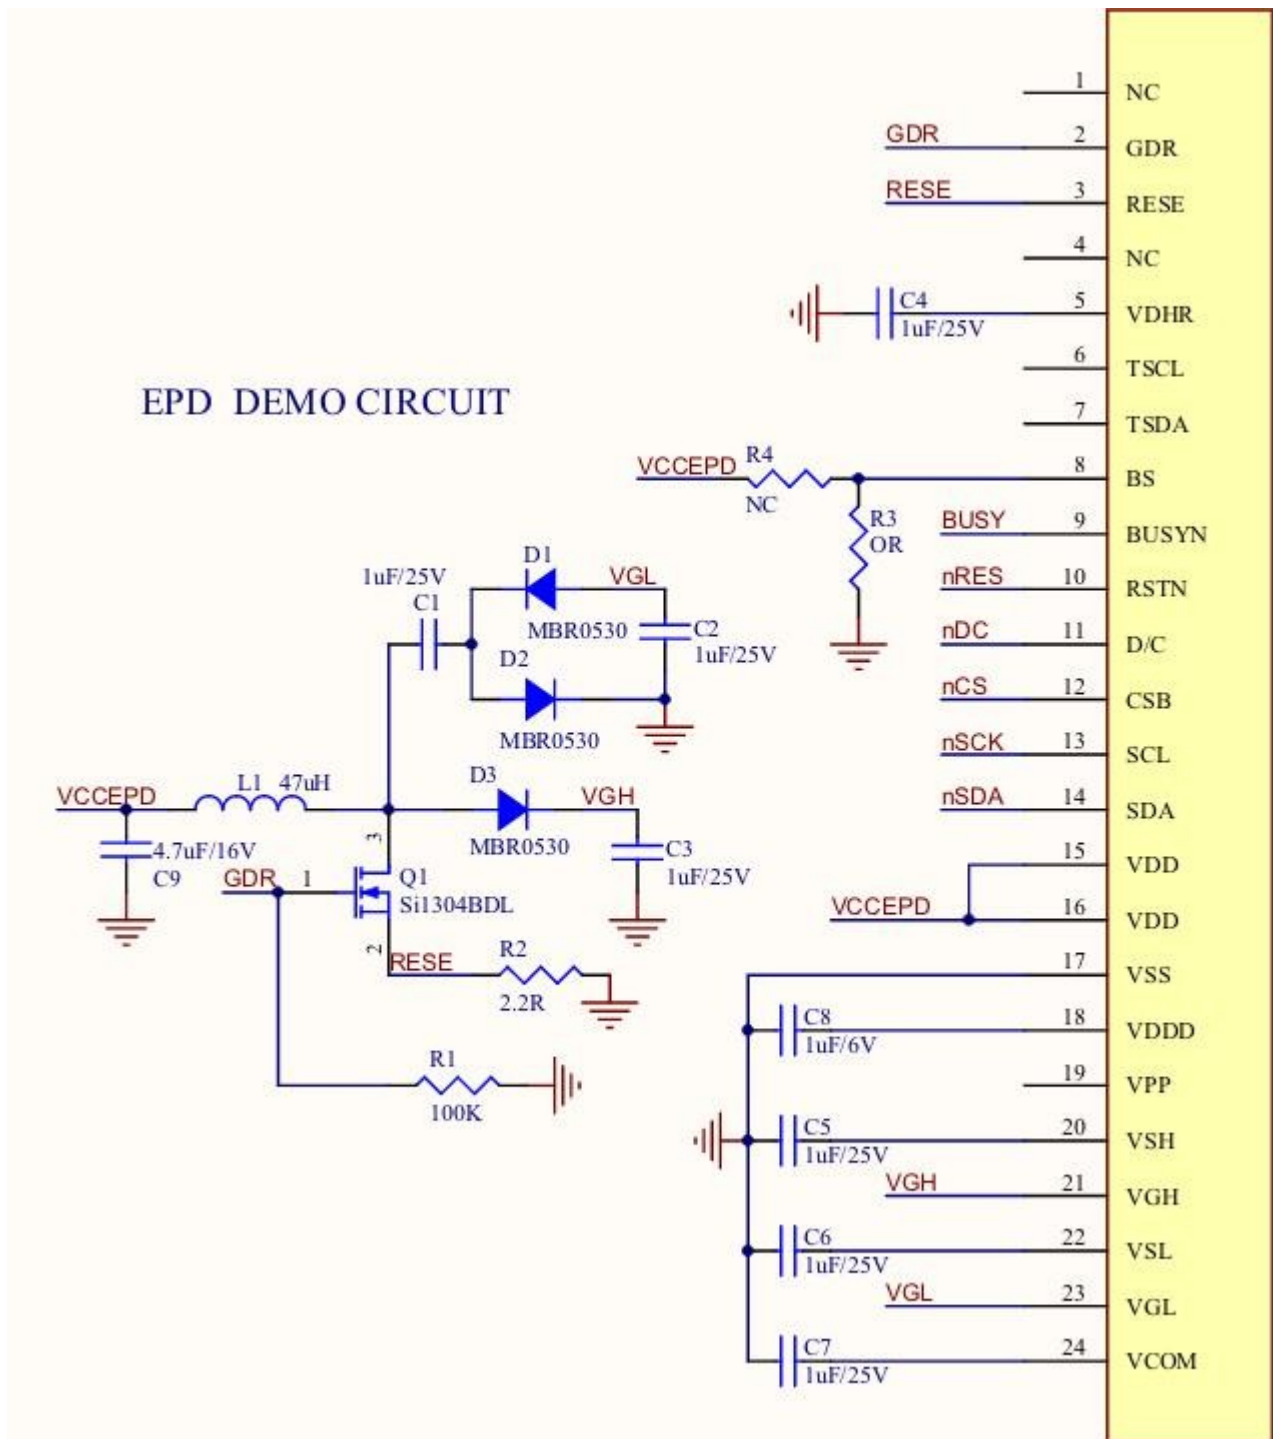 1 NC
GDR 2 GDR
RESE 3 RESE
4 NC
C4
1uF/25V
5 VDHR
6 TSCL
EPD DEMO CIRCUIT
7 TSDA
R4
VCCEPD
NC
8 BS
R3
OR
BUSY 9 BUSYN
D1
1uF/25V
C1
VGL
nRES 10 RSTN
MBR0530
C2
1uF/25V
nDC 11 D/C
D2
nCS 12 CSB
MBR0530
nSCK 13 SCL
L1 47uH
D3
VCCEPD
VGH
nSDA 14 SDA
MBR0530
4.7uF/16V
C9
3
C3
1uF/25V
15 VDD
GDR 1
Q1
Si1304BDL
VCCEPD 16 VDD
2
RESE
R2
2.2R
17 VSS
C8
1uF/6V
18 VDDD
R1
100K
19 VPP
C5
1uF/25V
20 VSH
VGH 21 VGH
C6
1uF/25V
22 VSL
VGL 23 VGL
C7
1uF/25V
24 VCOM